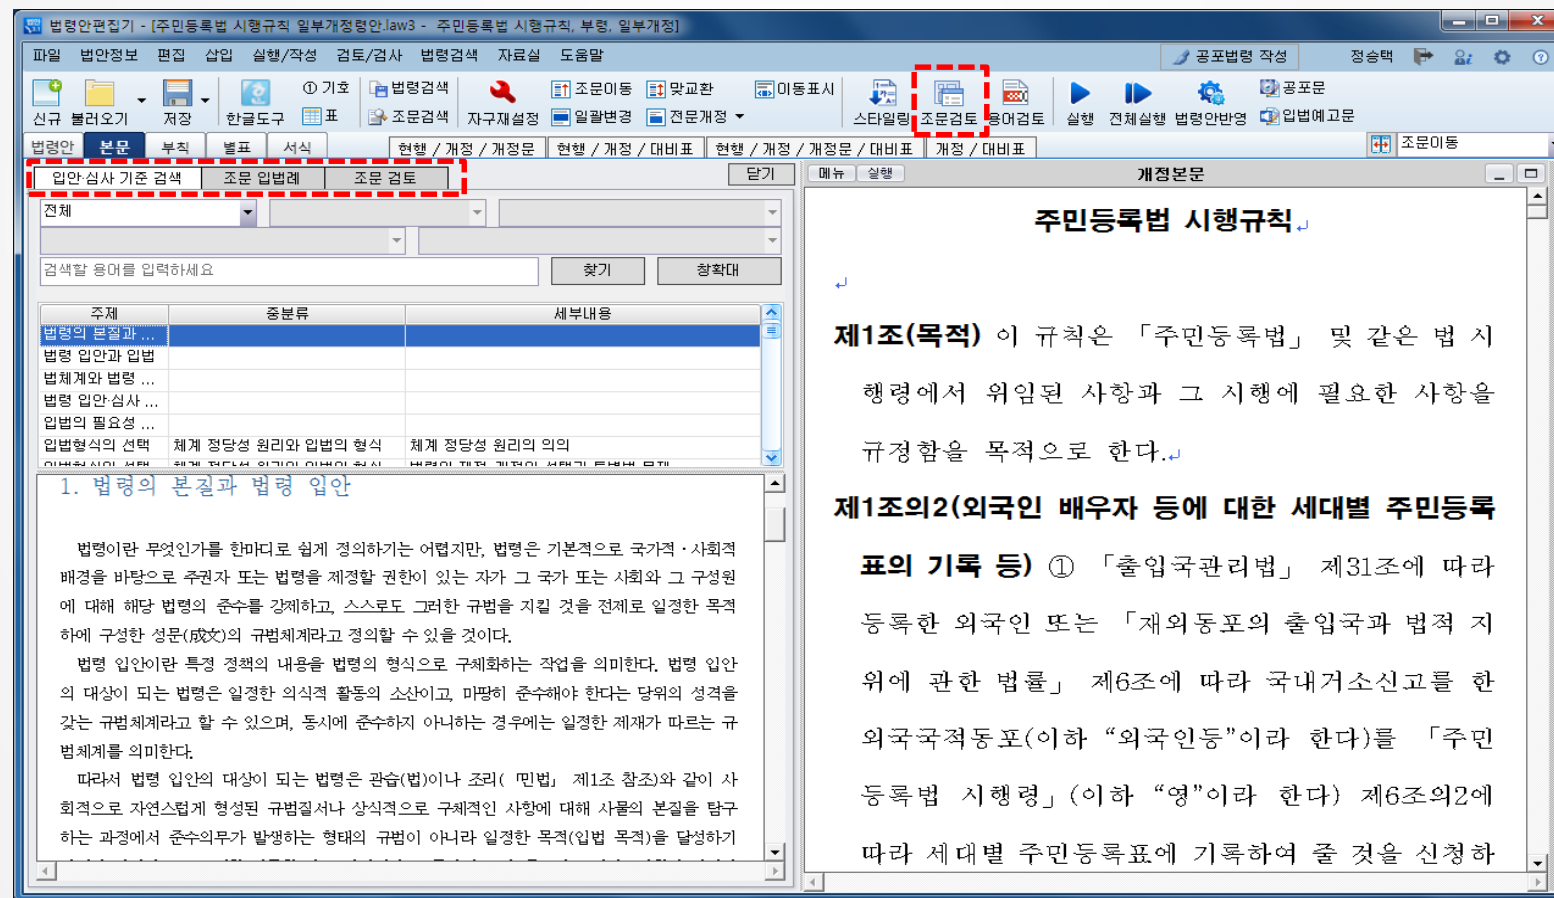 법령안편집기 - [주민등록법 시행규칙 일부개정령안.law3 - 주민등록법 시행규칙, 부령, 일부개정]
파일 법안정보 편집 삽입 실행/작성 검토/검사 법령검색 자료실 도움말 공포법령 작성 정승택
① 기호 법령검색 조문이동 맞교환 이동표시 공포문
신규 불러오기 저장 한글도구 표 조문검색 자구재설정 일괄변경 전문개정 스타일링 조문검토 용어검토 실행 전체실행 법령안반영 입법예고문
법령안 본문 부칙 별표 서식 현행 / 개정 / 개정문 현행 / 개정 / 대비표 현행 / 개정 / 개정문 / 대비표 개정 / 대비표 조문이동
입안·심사 기준 검색 조문 입법례 조문 검토 닫기
전체
검색할 용어를 입력하세요 찾기 창확대
주제 중분류 세부내용
법령의 본질과 ...
법령 입안과 입법
법체계와 법령 ...
법령 입안·심사 ...
입법의 필요성 ...
입법형식의 선택 체계 정당성 원리와 입법의 형식 체계 정당성 원리의 의의
1. 법령의 본질과 법령 입안
법령이란 무엇인가를 한마디로 쉽게 정의하기는 어렵지만, 법령은 기본적으로 국가적·사회적
배경을 바탕으로 주권자 또는 법령을 제정할 권한이 있는 자가 그 국가 또는 사회와 그 구성원
에 대해 해당 법령의 준수를 강제하고, 스스로도 그러한 규범을 지킬 것을 전제로 일정한 목적
하에 구성한 성문(成文)의 규범체계라고 정의할 수 있을 것이다.
법령 입안이란 특정 정책의 내용을 법령의 형식으로 구체화하는 작업을 의미한다. 법령 입안
의 대상이 되는 법령은 일정한 의식적 활동의 소산이고, 마땅히 준수해야 한다는 당위의 성격을
갖는 규범체계라고 할 수 있으며, 동시에 준수하지 아니하는 경우에는 일정한 제재가 따르는 규
범체계를 의미한다.
따라서 법령 입안의 대상이 되는 법령은 관습(법)이나 조리(「민법」 제1조 참조)와 같이 사
회적으로 자연스럽게 형성된 규범질서나 상식적으로 구체적인 사항에 대해 사물의 본질을 탐구
하는 과정에서 준수의무가 발생하는 형태의 규범이 아니라 일정한 목적(입법 목적)을 달성하기
메뉴 실행 개정본문
주민등록법 시행규칙
제1조(목적) 이 규칙은 「주민등록법」 및 같은 법 시
행령에서 위임된 사항과 그 시행에 필요한 사항을
규정함을 목적으로 한다.
제1조의2(외국인 배우자 등에 대한 세대별 주민등록
표의 기록 등) ① 「출입국관리법」 제31조에 따라
등록한 외국인 또는 「재외동포의 출입국과 법적 지
위에 관한 법률」 제6조에 따라 국내거소신고를 한
외국국적동포(이하 “외국인등”이라 한다)를 「주민
등록법 시행령」(이하 “영”이라 한다) 제6조의2에
따라 세대별 주민등록표에 기록하여 줄 것을 신청하